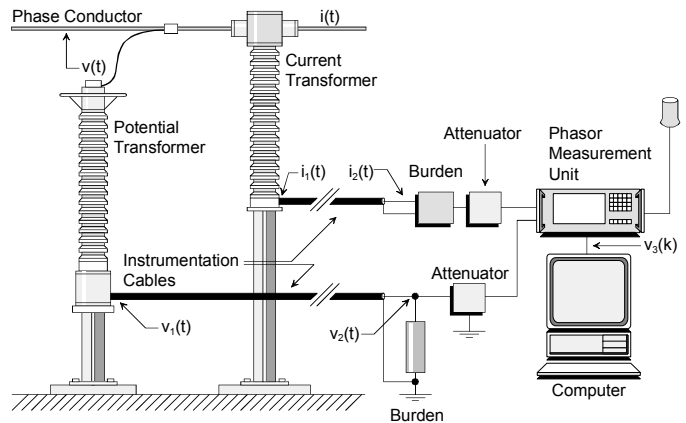 Phase Conductor
i(t)
v(t)
Current
Transformer
Potential
Transformer
Attenuator
Phasor
Measurement
Unit
i1(t)
i2(t)
Burden
v3(k)
Instrumentation
Cables
Attenuator
v1(t)
v2(t)
Computer
Burden